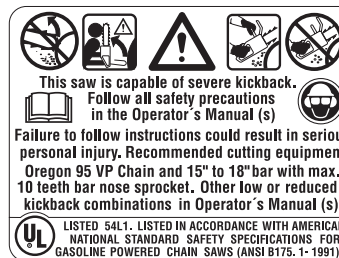 This saw is capable of severe kickback.
Follow all safety precautions
in the Operator´s Manual (s)
Failure to follow instructions could result in seriou
personal injury. Recommended cutting equipmen
Oregon 95 VP Chain and 15" to 18" bar with max.
10 teeth bar nose sprocket. Other low or reduced
kickback combinations in Operator´s Manual (s)
UL
LISTED 54L1. LISTED IN ACCORDANCE WITH AMERICA
NATIONAL STANDARD SAFETY SPECIFICATIONS FOR
GASOLINE POWERED CHAIN SAWS (ANSI B175. 1- 1991)